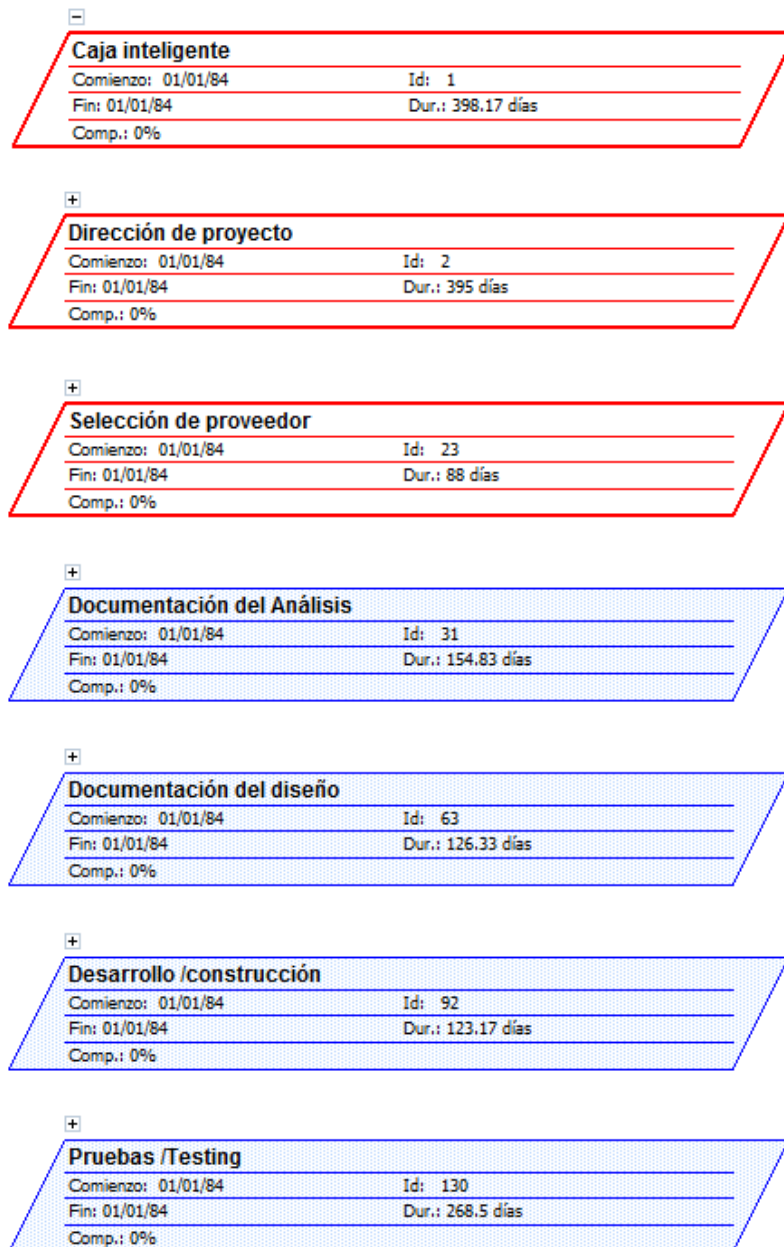 Caja inteligente
Comienzo: 01/01/84 Id: 1
Fin: 01/01/84 Dur.: 398.17 días
Comp.: 0%
Dirección de proyecto
Comienzo: 01/01/84 Id: 2
Fin: 01/01/84 Dur.: 395 días
Comp.: 0%
Selección de proveedor
Comienzo: 01/01/84 Id: 23
Fin: 01/01/84 Dur.: 88 días
Comp.: 0%
Documentación del Análisis
Comienzo: 01/01/84 Id: 31
Fin: 01/01/84 Dur.: 154.83 días
Comp.: 0%
Documentación del diseño
Comienzo: 01/01/84 Id: 63
Fin: 01/01/84 Dur.: 126.33 días
Comp.: 0%
Desarrollo /construcción
Comienzo: 01/01/84 Id: 92
Fin: 01/01/84 Dur.: 123.17 días
Comp.: 0%
Pruebas /Testing
Comienzo: 01/01/84 Id: 130
Fin: 01/01/84 Dur.: 268.5 días
Comp.: 0%